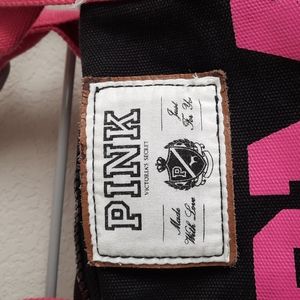 PINK
VICTORIA'S SECRET
Just
For You
Made
With Love